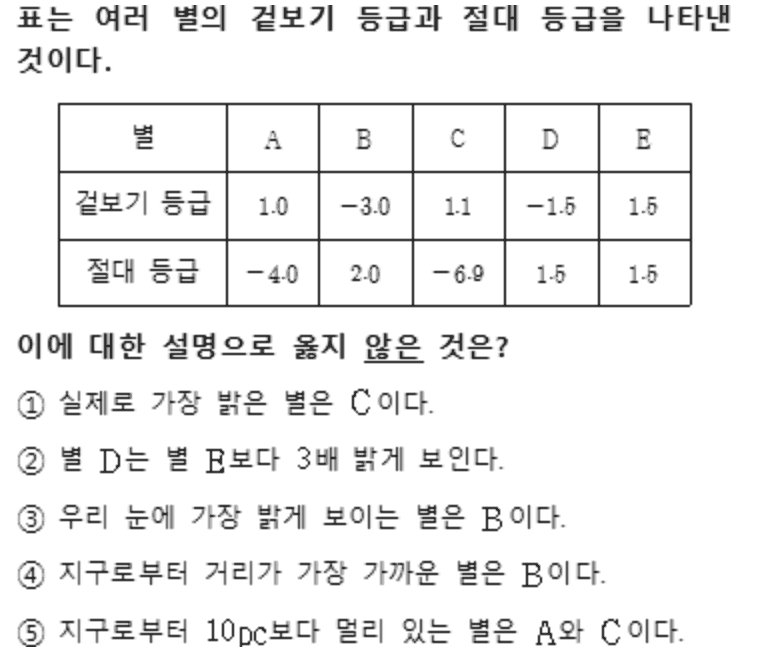 표는 여러 별의 겉보기 등급과 절대 등급을 나타낸
것이다.
별 A B C D E
겉보기 등급 1.0 −3.0 1.1 −1.5 1.5
절대 등급 −4.0 2.0 −6.9 1.5 1.5
이에 대한 설명으로 옳지 않은 것은?
① 실제로 가장 밝은 별은 C이다.
② 별 D는 별 E보다 3배 밝게 보인다.
③ 우리 눈에 가장 밝게 보이는 별은 B이다.
④ 지구로부터 거리가 가장 가까운 별은 B이다.
⑤ 지구로부터 10pc보다 멀리 있는 별은 A와 C이다.